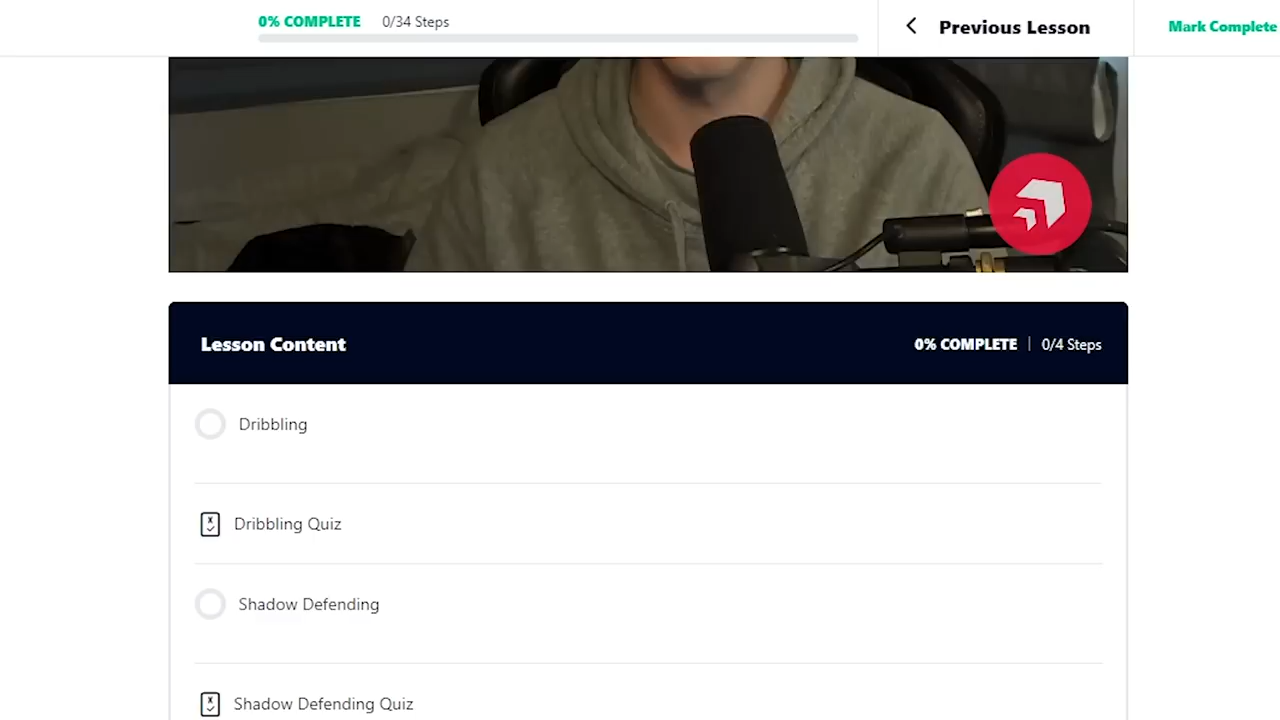 0% COMPLETE 0/34 Steps
Previous Lesson
Mark Complete
Lesson Content
0% COMPLETE | 0/4 Steps
Dribbling
Dribbling Quiz
Shadow Defending
Shadow Defending Quiz